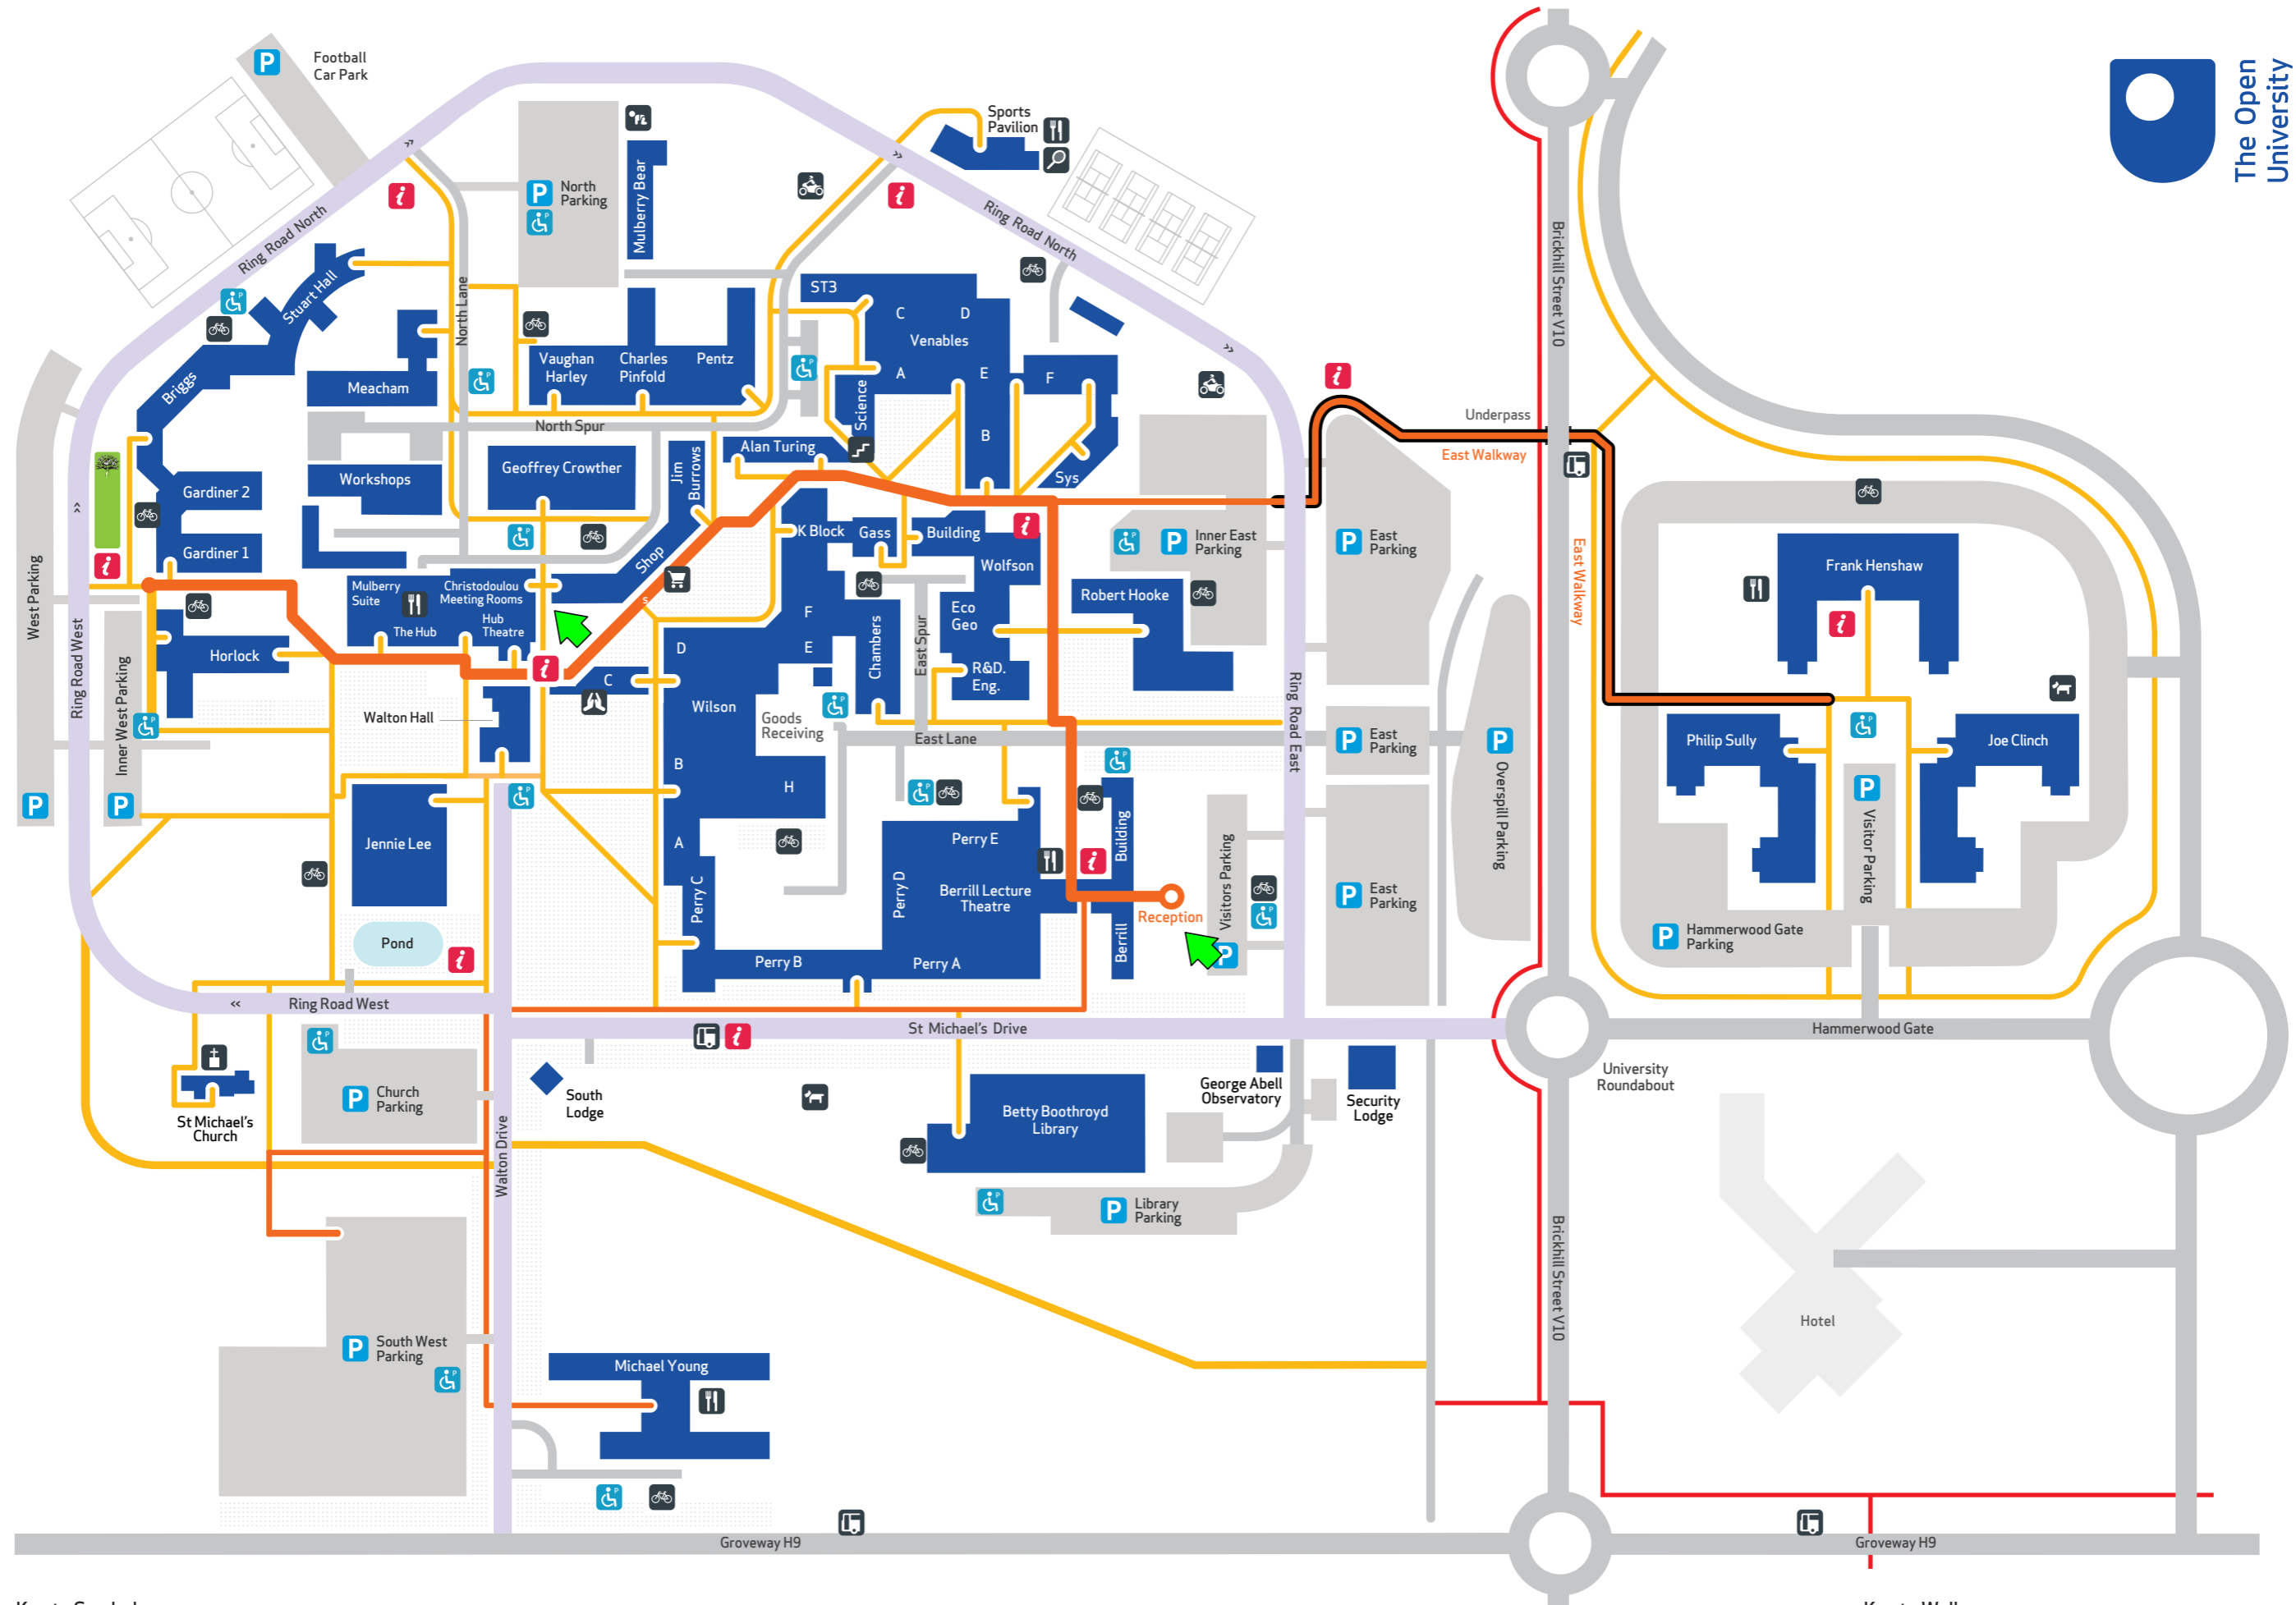 Football
Car Park
The Open
University
Sports
Pavilion
P
North
Parking
Mulberry Bear
Ring Road North
Ring Road North
Brickhill Street V10
Stuart Hall
North Lane
ST3
C
D
Venables
A
E
F
B
Science
Vaughan
Harley
Charles
Pinfold
Pentz
Meacham
Briggs
North Spur
Underpass
East Walkway
East Walkway
Geoffrey Crowther
Jim
Burrows
Alan Turing
Sys
Workshops
Gardiner 2
Gardiner 1
K Block
Gass
Building
Wolfson
Inner East
Parking
East
Parking
Frank Henshaw
Shop
Mulberry
Suite
Christodoulou
Meeting Rooms
The Hub
Hub
Theatre
West Parking
Ring Road West
Inner West Parking
Horlock
F
E
D
C
Wilson
B
H
A
Chambers
East Spur
Eco
Geo
R&D.
Eng.
Robert Hooke
Walton Hall
Goods
Receiving
East Lane
Ring Road East
East
Parking
Overspill Parking
Philip Sully
Joe Clinch
Visitor Parking
Jennie Lee
Perry C
Perry D
Perry E
Berrill Lecture
Theatre
Building
Berrill
Reception
Visitors Parking
East
Parking
Hammerwood Gate
Parking
Pond
Perry B
Perry A
Ring Road West
St Michael's Drive
Hammerwood Gate
University
Roundabout
St Michael's
Church
Church
Parking
South
Lodge
Walton Drive
Betty Boothroyd
Library
George Abell
Observatory
Security
Lodge
Library
Parking
Brickhill Street V10
Hotel
South West
Parking
Michael Young
Groveway H9
Groveway H9